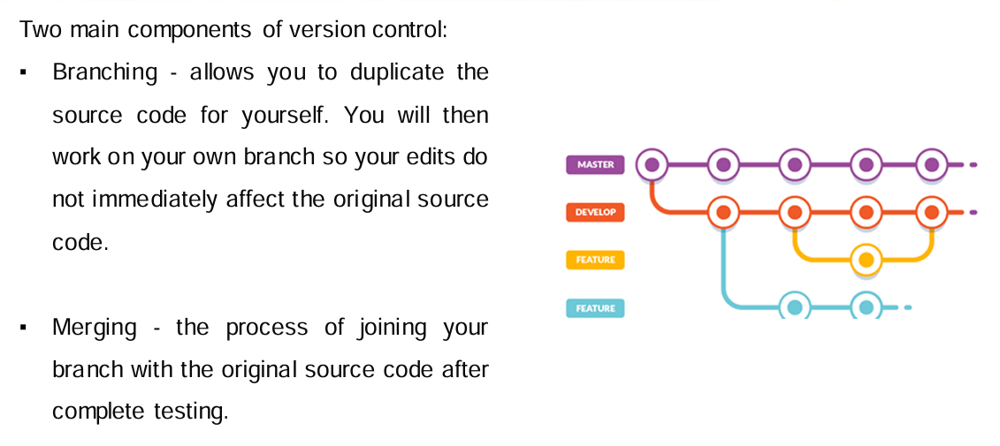 Two main components of version control:
▪ Branching - allows you to duplicate the
source code for yourself. You will then
work on your own branch so your edits do
not immediately affect the original source
code.
▪ Merging - the process of joining your
branch with the original source code after
complete testing.
MASTER
DEVELOP
FEATURE
FEATURE